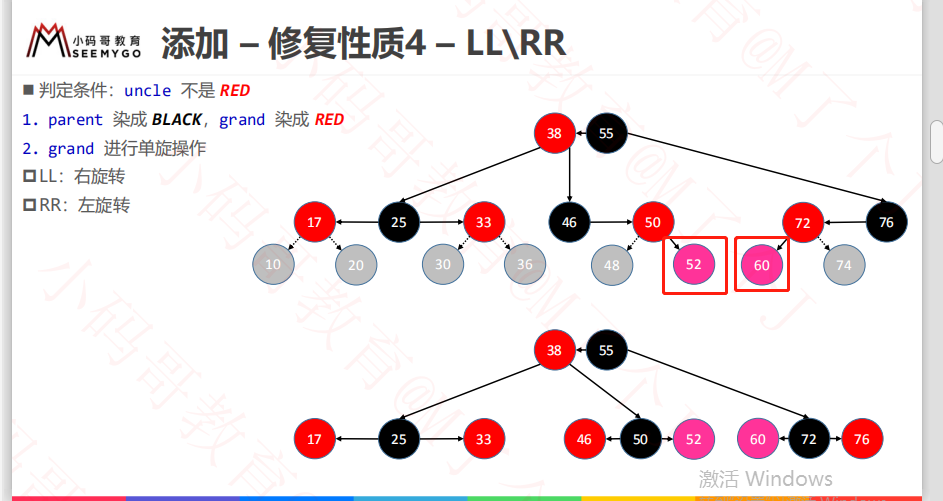 小码哥教育
SEEMYGO
添加 – 修复性质4 – LL\RR
判定条件：uncle 不是 RED
1. parent 染成 BLACK，grand 染成 RED
2. grand 进行单旋操作
LL：右旋转
RR：左旋转
38 55
17 25 33 46 50 72 76
10 20 30 36 48 52 60 74
38 55
17 25 33 46 50 52 60 72 76
激活 Windows